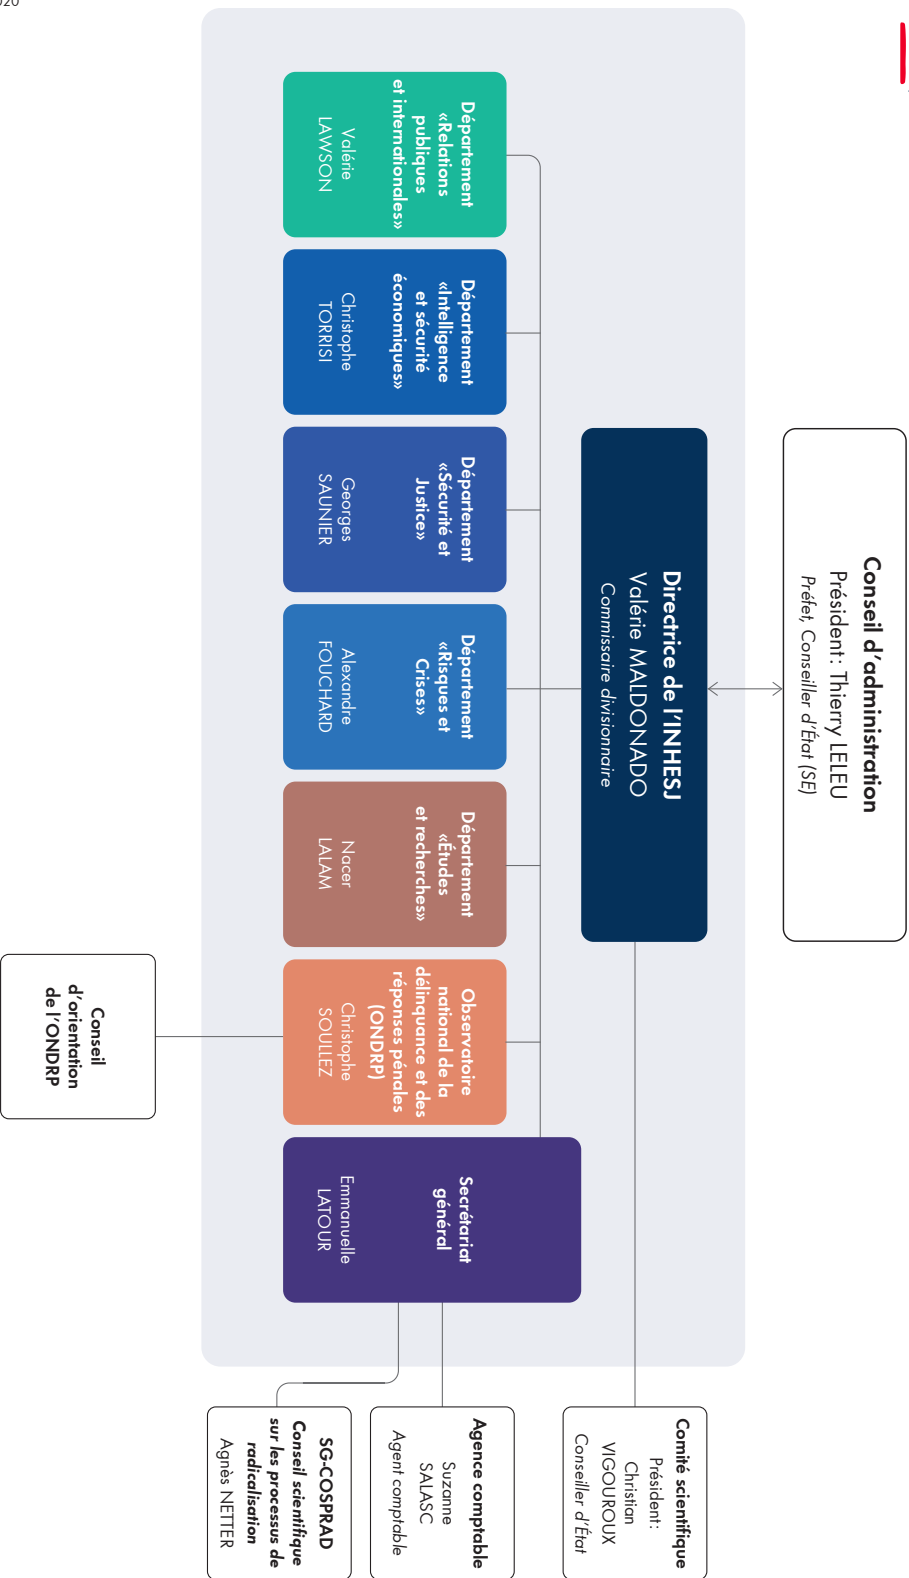 Conseil d'administration
Président : Thierry LELEU
Préfet, Conseiller d'État (SE)
Directrice de l'INHESJ
Valérie MALDONADO
Commissaire divisionnaire
Comité scientifique
Président :
Christian
VIGOUROUX
Conseiller d'État
Département
«Relations
publiques
et internationales»
Valérie
LAWSON
Département
«Intelligence
et sécurité
économiques»
Christophe
TORRISI
Département
«Sécurité et
Justice»
Georges
SAUNIER
Département
«Risques et
Crises»
Alexandre
FOUCHARD
Département
«Études
et recherches»
Nacer
LALAM
Observatoire
national de la
délinquance et des
réponses pénales
(ONDRP)
Christophe
SOULLEZ
Secrétariat
général
Emmanuelle
LATOUR
Agence comptable
Suzanne
SALASC
Agent comptable
SG-COSPRAD
Conseil scientifique
sur les processus de
radicalisation
Agnès NETTER
Conseil
d'orientation
de l'ONDRP